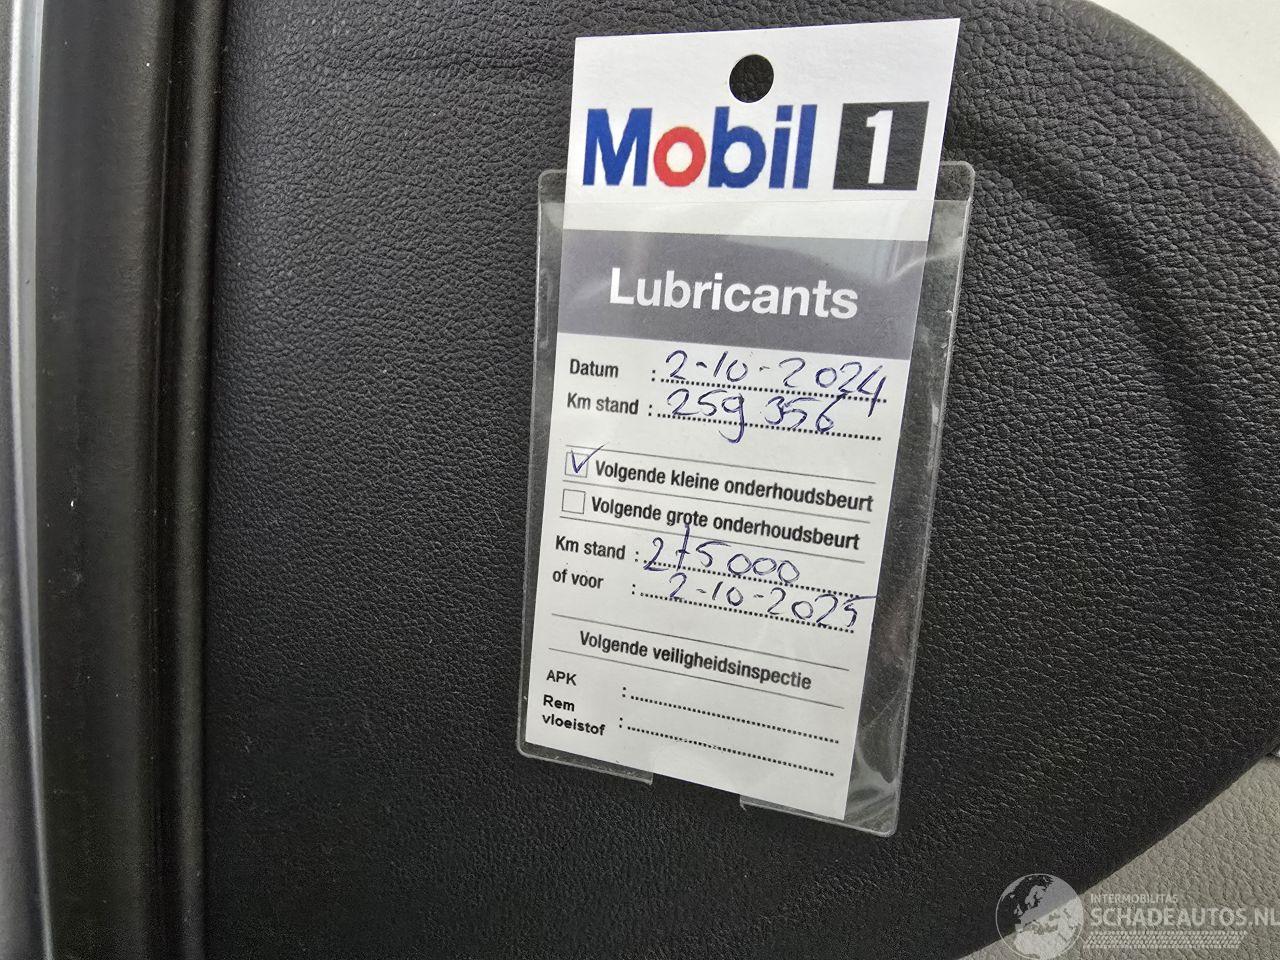 Mobil 1
Lubricants
Datum : 2-10-2024
Km stand : 259 356
Volgende kleine onderhoudsbeurt
Volgende grote onderhoudsbeurt
Km stand : 275000
of voor : 2-10-2025
Volgende veiligheidsinspectie
APK :
Rem
vloeistof :
INTERMOBILITAS
SCHADEAUTOS.NL